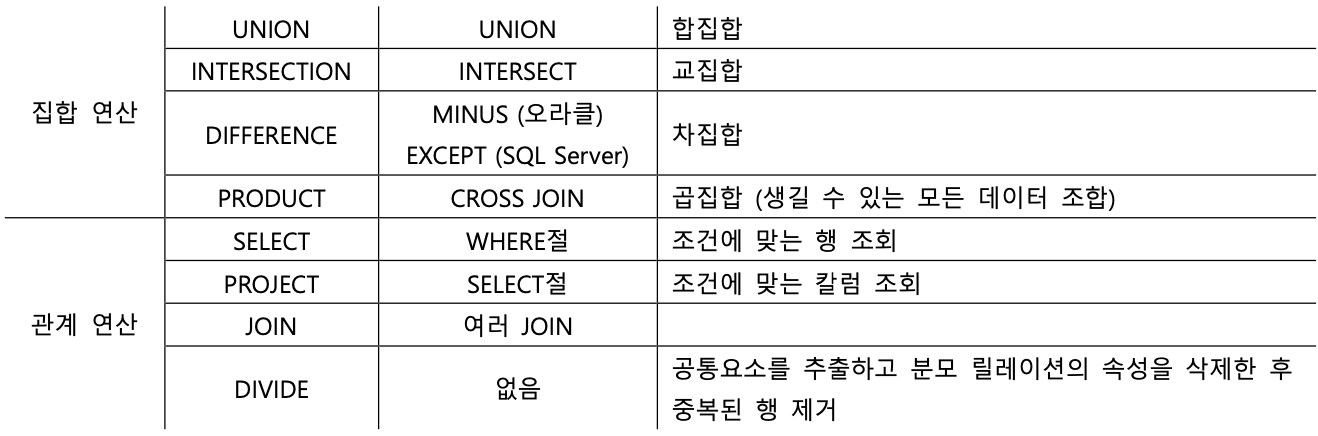 집합 연산
UNION UNION 합집합
INTERSECTION INTERSECT 교집합
DIFFERENCE MINUS (오라클) 차집합
EXCEPT (SQL Server)
PRODUCT CROSS JOIN 곱집합 (생길 수 있는 모든 데이터 조합)
관계 연산
SELECT WHERE절 조건에 맞는 행 조회
PROJECT SELECT절 조건에 맞는 칼럼 조회
JOIN 여러 JOIN
DIVIDE 없음 공통요소를 추출하고 분모 릴레이션의 속성을 삭제한 후
중복된 행 제거